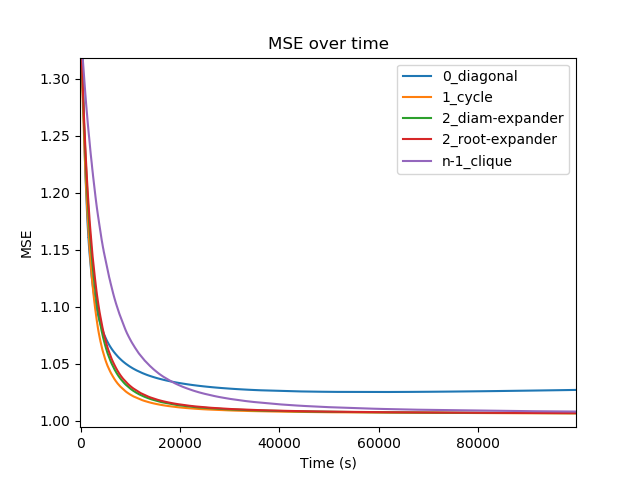 MSE over time
1.30
1.25
1.20
1.15
1.10
1.05
1.00
MSE
0_diagonal
1_cycle
2_diam-expander
2_root-expander
n-1_clique
0 20000 40000 60000 80000
Time (s)